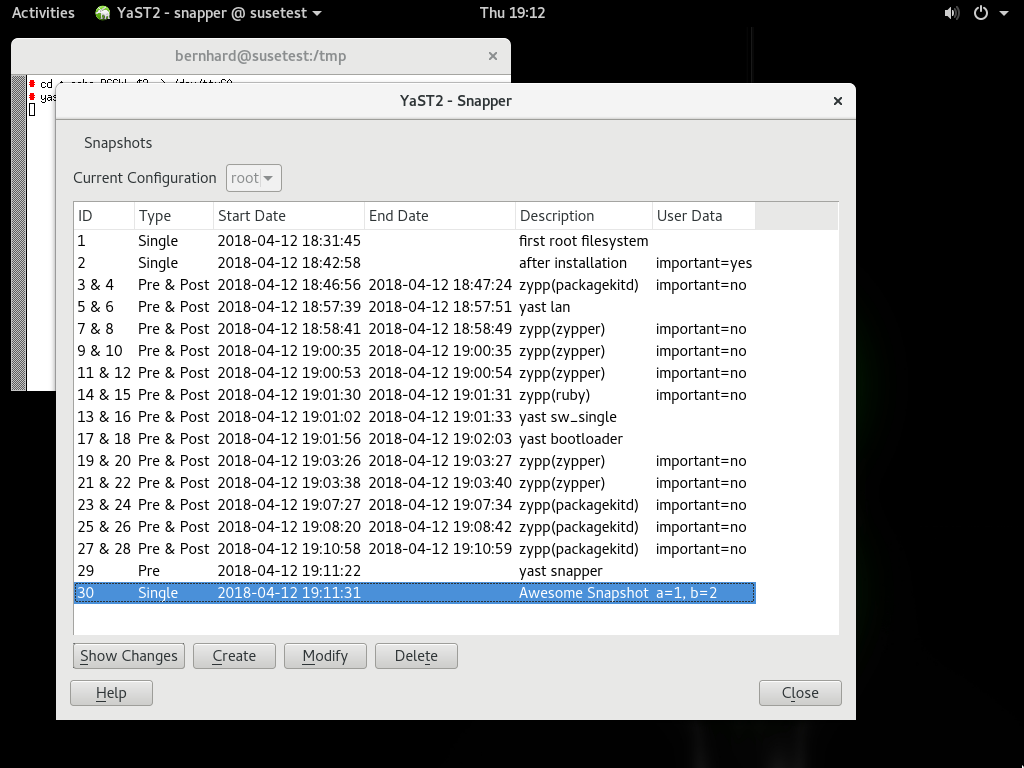 Activities YaST2 - snapper @ susetest Thu 19:12
bernhard@susetest:/tmp
cd
yas
YaST2 - Snapper
Snapshots
Current Configuration root
ID Type Start Date End Date Description User Data
1 Single 2018-04-12 18:31:45 first root filesystem
2 Single 2018-04-12 18:42:58 after installation important=yes
3 & 4 Pre & Post 2018-04-12 18:46:56 2018-04-12 18:47:24 zypp(packagekitd) important=no
5 & 6 Pre & Post 2018-04-12 18:57:39 2018-04-12 18:57:51 yast lan
7 & 8 Pre & Post 2018-04-12 18:58:41 2018-04-12 18:58:49 zypp(zypper) important=no
9 & 10 Pre & Post 2018-04-12 19:00:35 2018-04-12 19:00:35 zypp(zypper) important=no
11 & 12 Pre & Post 2018-04-12 19:00:53 2018-04-12 19:00:54 zypp(zypper) important=no
14 & 15 Pre & Post 2018-04-12 19:01:30 2018-04-12 19:01:31 zypp(ruby) important=no
13 & 16 Pre & Post 2018-04-12 19:01:02 2018-04-12 19:01:33 yast sw_single
17 & 18 Pre & Post 2018-04-12 19:01:56 2018-04-12 19:02:03 yast bootloader
19 & 20 Pre & Post 2018-04-12 19:03:26 2018-04-12 19:03:27 zypp(zypper) important=no
21 & 22 Pre & Post 2018-04-12 19:03:38 2018-04-12 19:03:40 zypp(zypper) important=no
23 & 24 Pre & Post 2018-04-12 19:07:27 2018-04-12 19:07:34 zypp(packagekitd) important=no
25 & 26 Pre & Post 2018-04-12 19:08:20 2018-04-12 19:08:42 zypp(packagekitd) important=no
27 & 28 Pre & Post 2018-04-12 19:10:58 2018-04-12 19:10:59 zypp(packagekitd) important=no
29 Pre 2018-04-12 19:11:22 yast snapper
30 Single 2018-04-12 19:11:31 Awesome Snapshot a=1, b=2
Show Changes Create Modify Delete
Help Close